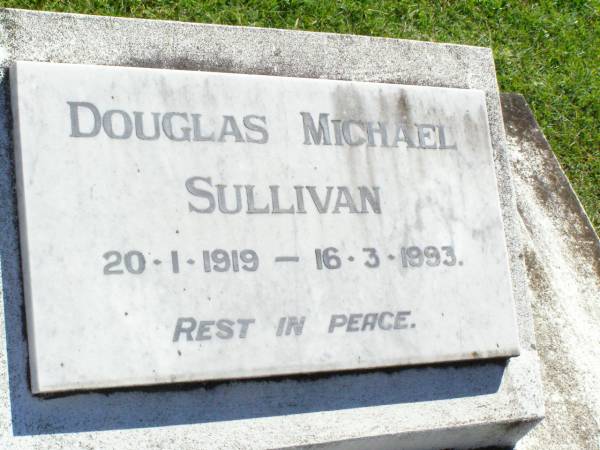 DOUGLAS MICHAEL
SULLIVAN
20·1·1919 — 16·3·1993.
REST IN PEACE.